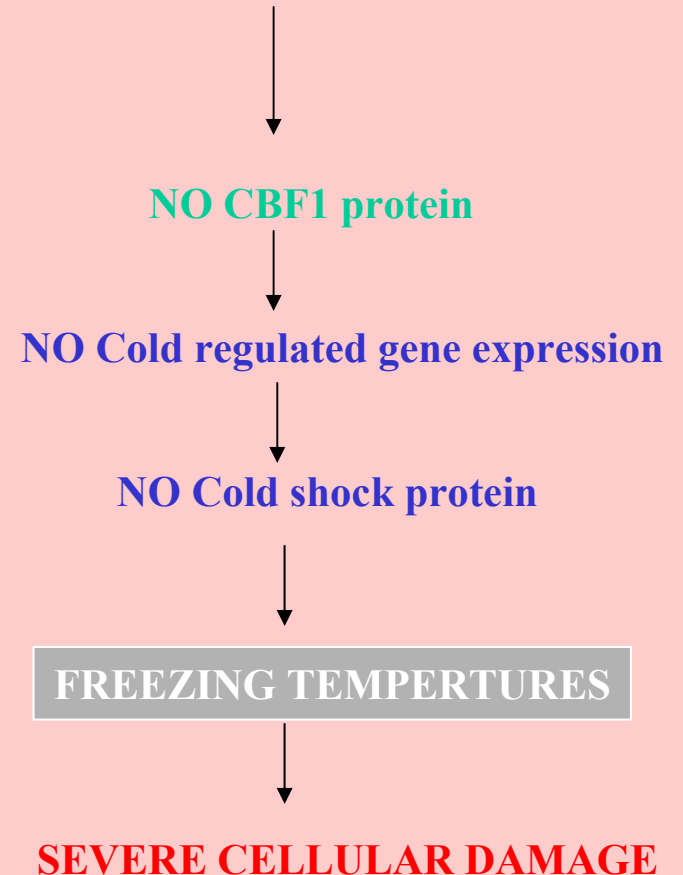 NO CBF1 protein
NO Cold regulated gene expression
NO Cold shock protein
FREEZING TEMPERTURES
SEVERE CELLULAR DAMAGE